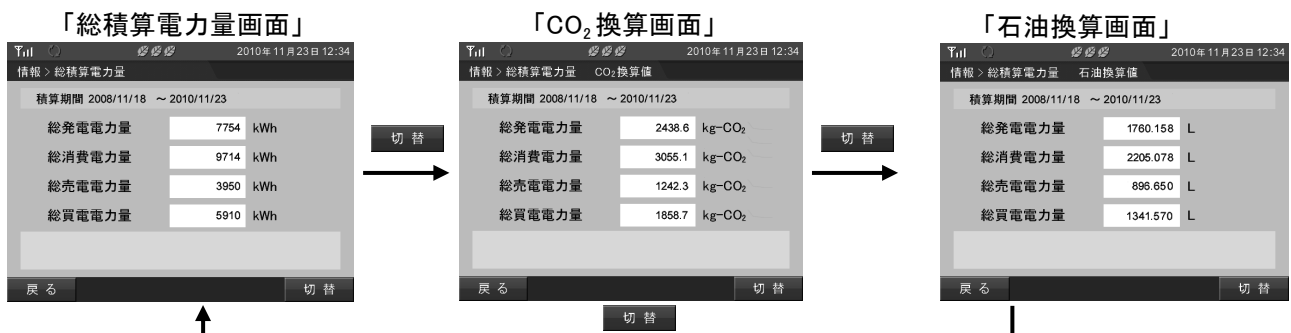 「総積算電力量画面」
2010年11月23日 12:34
情報 > 総積算電力量
積算期間 2008/11/18 ～ 2010/11/23
総発電電力量 7754 kWh
総消費電力量 9714 kWh
総売電電力量 3950 kWh
総買電電力量 5910 kWh
戻る 切替
切替
「CO₂換算画面」
2010年11月23日 12:34
情報 > 総積算電力量 CO₂換算値
積算期間 2008/11/18 ～ 2010/11/23
総発電電力量 2438.6 kg-CO₂
総消費電力量 3055.1 kg-CO₂
総売電電力量 1242.3 kg-CO₂
総買電電力量 1858.7 kg-CO₂
戻る 切替
切替
「石油換算画面」
2010年11月23日 12:34
情報 > 総積算電力量 石油換算値
積算期間 2008/11/18 ～ 2010/11/23
総発電電力量 1760.158 L
総消費電力量 2205.078 L
総売電電力量 896.650 L
総買電電力量 1341.570 L
戻る 切替
切替